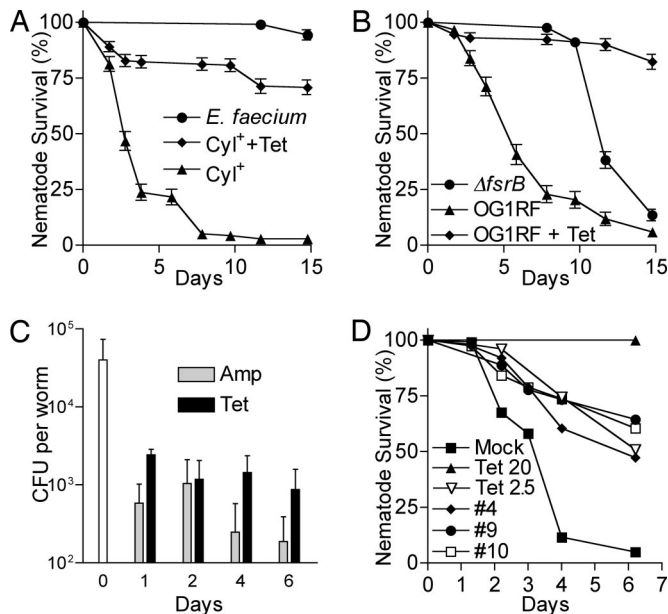 A
Nematode Survival (%)
100
75
50
25
0
0
5
10
15
Days
E. faecium
Cyl⁺+Tet
Cyl⁺
B
Nematode Survival (%)
100
75
50
25
0
0
5
10
15
Days
ΔfsrB
OG1RF
OG1RF + Tet
C
CFU per worm
10⁵
10⁴
10³
10²
0
1
2
4
6
Days
Amp
Tet
D
Nematode Survival (%)
100
75
50
25
0
0 1 2 3 4 5 6 7
Days
Mock
Tet 20
Tet 2.5
#4
#9
#10